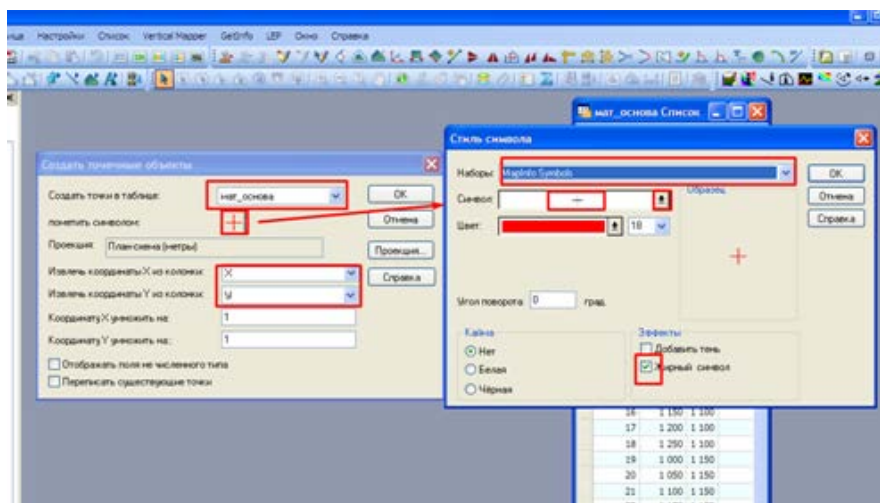 Настройки Список Vertical Mapper GetInfo LEP Окно Справка
мат_основа Список
Создать точечные объекты
Создать точки в таблице:
мат_основа
OK
пометить символом:
Отмена
Проекция:
План-схема (метры)
Проекция...
Извлечь координаты X из колонки:
X
Справка
Извлечь координаты Y из колонки:
y
Координату X умножить на:
1
Координату Y умножить на:
1
Отображать поля не численного типа
Переписать существующие точки
Стиль символа
Наборы:
MapInfo Symbols
OK
Символ:
Образец
Отмена
Цвет:
18
Справка
Угол поворота
0
град.
Кайма
Нет
Белая
Чёрная
Эффекты
Добавить тень
Жирный символ
16 1 150 1 100
17 1 200 1 100
18 1 250 1 100
19 1 000 1 150
20 1 050 1 150
21 1 100 1 150